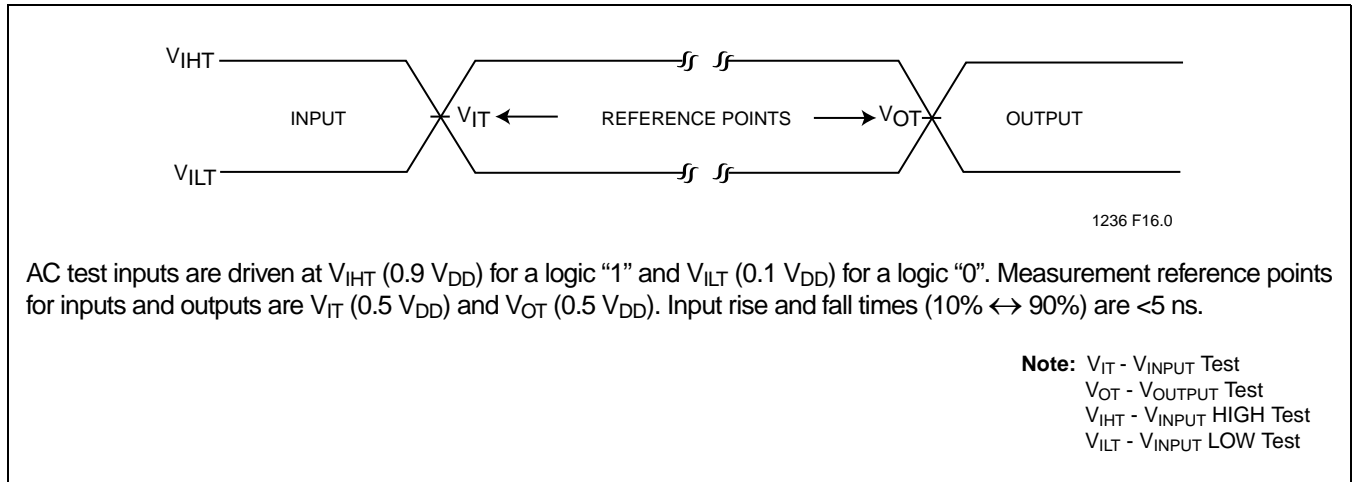 VIHT
INPUT VIT REFERENCE POINTS VOT OUTPUT
VILT
1236 F16.0
AC test inputs are driven at VIHT (0.9 VDD) for a logic “1” and VILT (0.1 VDD) for a logic “0”. Measurement reference points
for inputs and outputs are VIT (0.5 VDD) and VOT (0.5 VDD). Input rise and fall times (10% ↔ 90%) are <5 ns.
Note: VIT - VINPUT Test
VOT - VOUTPUT Test
VIHT - VINPUT HIGH Test
VILT - VINPUT LOW Test